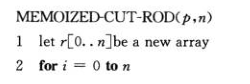 MEMOIZED-CUT-ROD(p,n)
1 let r[0..n]be a new array
2 for i = 0 to n